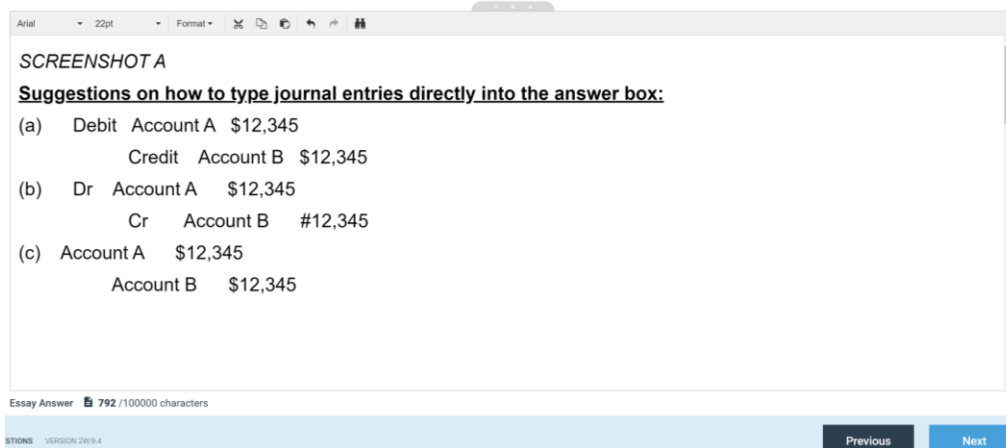 Arial 22pt Format
SCREENSHOT A
Suggestions on how to type journal entries directly into the answer box:
(a) Debit Account A $12,345
Credit Account B $12,345
(b) Dr Account A $12,345
Cr Account B #12,345
(c) Account A $12,345
Account B $12,345
Essay Answer 792 /100000 characters
STIONS VERSION 2W9.4 Previous Next